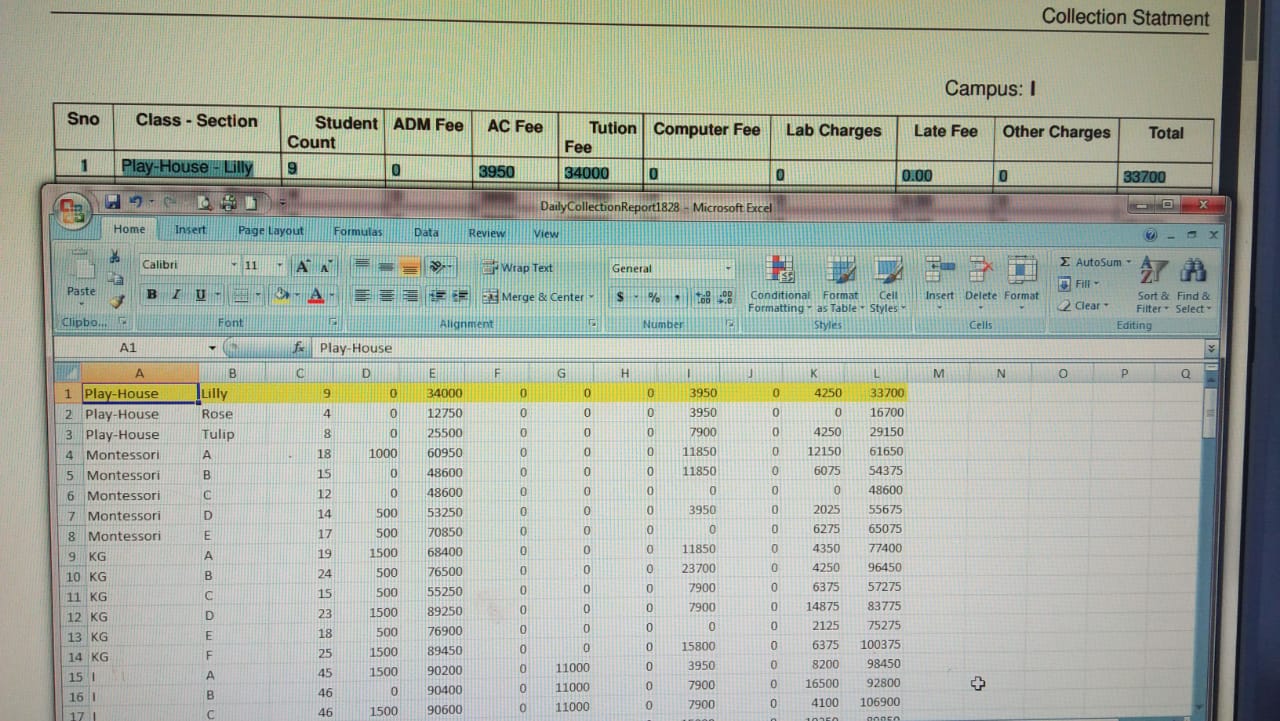 Collection Statment
Campus: I
Sno Class - Section Student Count ADM Fee AC Fee Tution Fee Computer Fee Lab Charges Late Fee Other Charges Total
1 Play-House - Lilly 9 0 3950 34000 0 0 0.00 0 33700
DailyCollectionReport1828 - Microsoft Excel
Home Insert Page Layout Formulas Data Review View
Calibri 11 A A Wrap Text General Σ AutoSum
Paste B I U A Merge & Center $ % , Conditional Formatting Format as Table Cell Styles Insert Delete Format Fill Clear Sort & Filter Find & Select
Clipbo... Font Alignment Number Styles Cells Editing
A1 fx Play-House
A B C D E F G H I J K L M N O P Q
1 Play-House Lilly 9 0 34000 0 0 0 3950 0 4250 33700
2 Play-House Rose 4 0 12750 0 0 0 3950 0 0 16700
3 Play-House Tulip 8 0 25500 0 0 0 7900 0 4250 29150
4 Montessori A 18 1000 60950 0 0 0 11850 0 12150 61650
5 Montessori B 15 0 48600 0 0 0 11850 0 6075 54375
6 Montessori C 12 0 48600 0 0 0 0 0 0 48600
7 Montessori D 14 500 53250 0 0 0 3950 0 2025 55675
8 Montessori E 17 500 70850 0 0 0 0 0 6275 65075
9 KG A 19 1500 68400 0 0 0 11850 0 4350 77400
10 KG B 24 500 76500 0 0 0 23700 0 4250 96450
11 KG C 15 500 55250 0 0 0 7900 0 6375 57275
12 KG D 23 1500 89250 0 0 0 7900 0 14875 83775
13 KG E 18 500 76900 0 0 0 0 0 2125 75275
14 KG F 25 1500 89450 0 0 0 15800 0 6375 100375
15 I A 45 1500 90200 0 11000 0 3950 0 8200 98450
16 I B 46 0 90400 0 11000 0 7900 0 16500 92800
17 I C 46 1500 90600 0 11000 0 7900 0 4100 106900